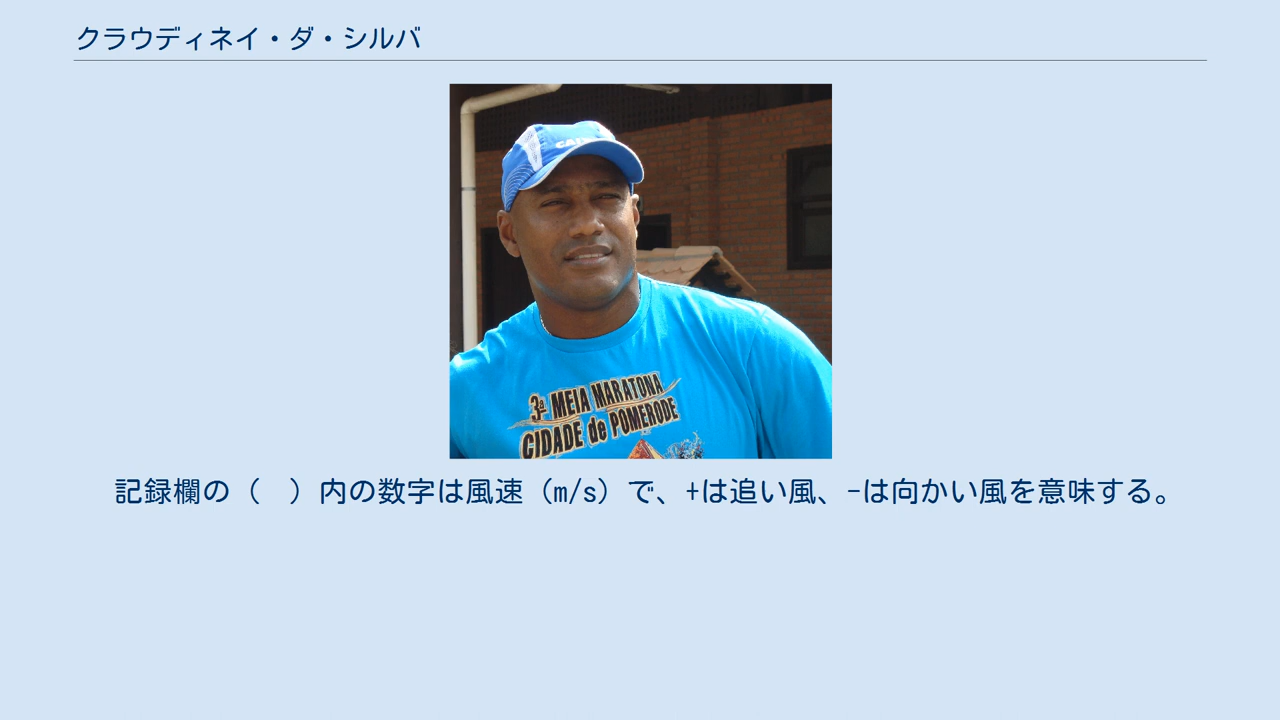 クラウディネイ・ダ・シルバ
3ª MEIA MARATONA
CIDADE de POMERODE
記録欄の（　）内の数字は風速（m/s）で、+は追い風、-は向かい風を意味する。